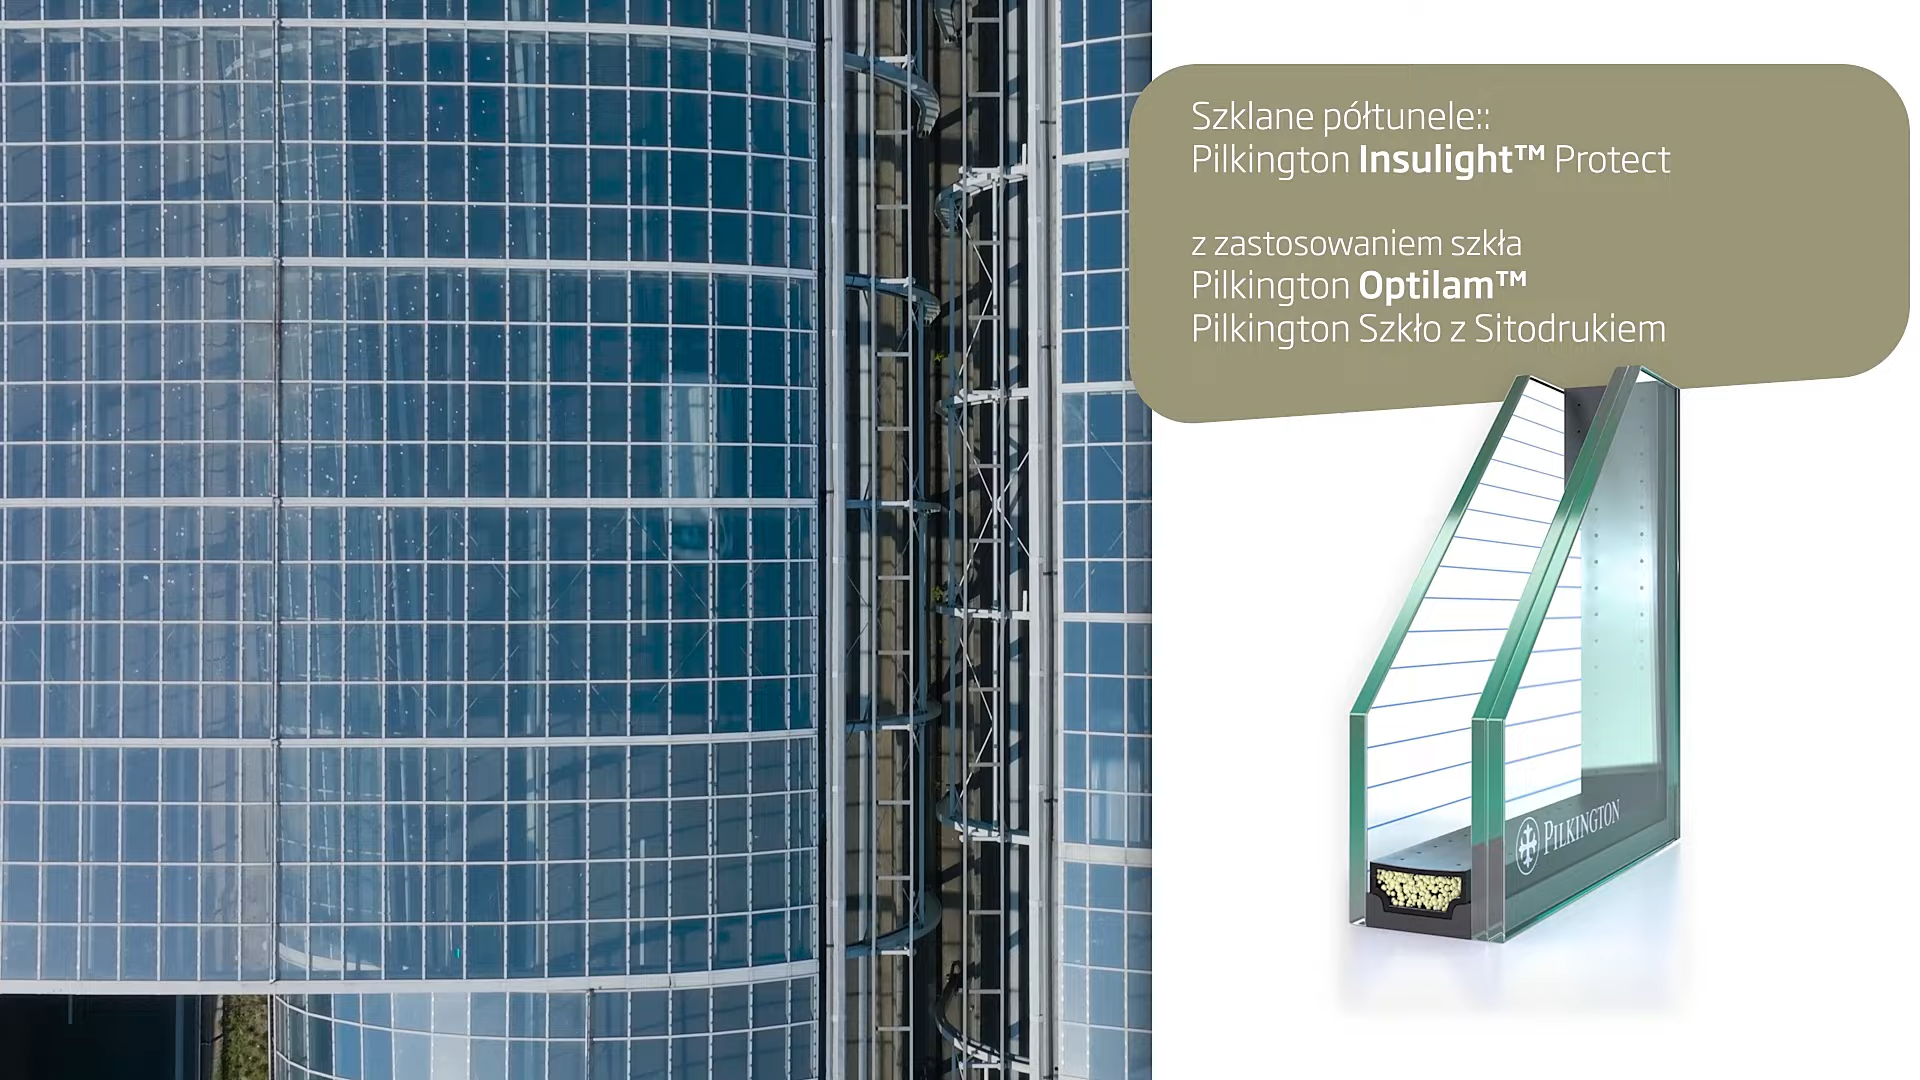 Szklane półtunele::
Pilkington Insulight™ Protect
z zastosowaniem szkła
Pilkington Optilam™
Pilkington Szkło z Sitodrukiem
PILKINGTON